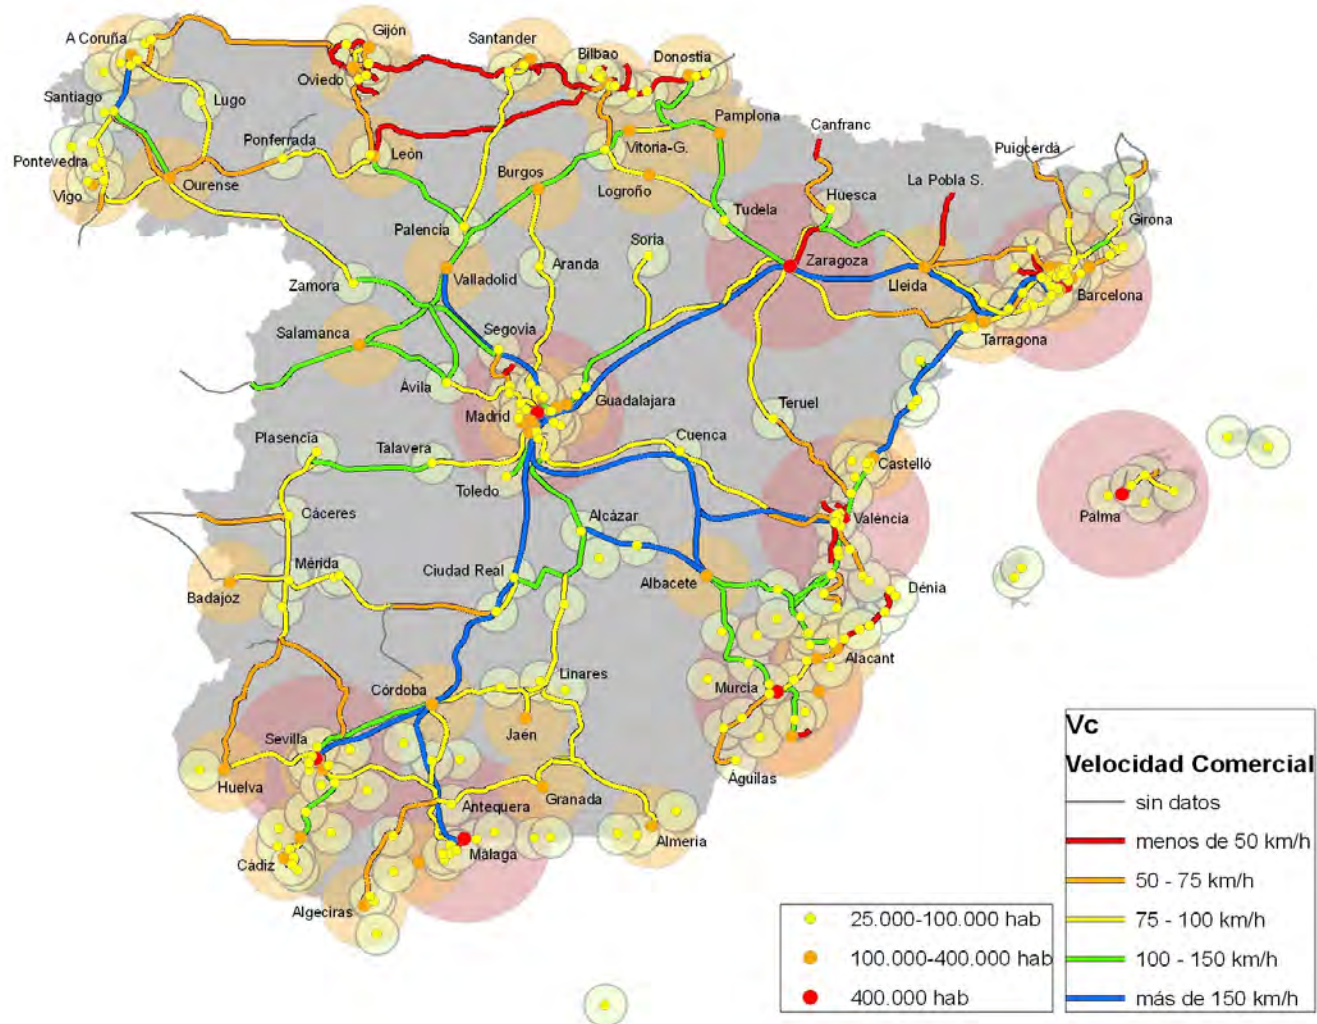 Gijón
A Coruña
Santander
Bilbao
Donostia
Oviedo
Santiago
Lugo
Pamplona
Canfranc
Ponferrada
León
Vitoria-G.
Puigcerdà
Pontevedra
Burgos
Ourense
Logroño
La Pobla S.
Vigo
Huesca
Girona
Tudela
Palencia
Soria
Zaragoza
Valladolid
Aranda
Zamora
Lleida
Barcelona
Segovia
Salamanca
Tarragona
Ávila
Guadalajara
Madrid
Teruel
Plasencia
Talavera
Cuenca
Castelló
Toledo
Cáceres
Alcázar
Palma
València
Mérida
Ciudad Real
Albacete
Dénia
Badajoz
Alacant
Linares
Córdoba
Murcia
Sevilla
Jaén
Águilas
Huelva
Antequera
Granada
Almería
Málaga
Cádiz
Algeciras
Vc
Velocidad Comercial
sin datos
menos de 50 km/h
50 - 75 km/h
75 - 100 km/h
100 - 150 km/h
más de 150 km/h
25.000-100.000 hab
100.000-400.000 hab
400.000 hab